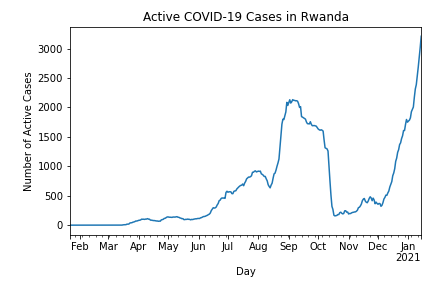 Active COVID-19 Cases in Rwanda
Number of Active Cases
3000
2500
2000
1500
1000
500
0
Feb Mar Apr May Jun Jul Aug Sep Oct Nov Dec Jan
2021
Day